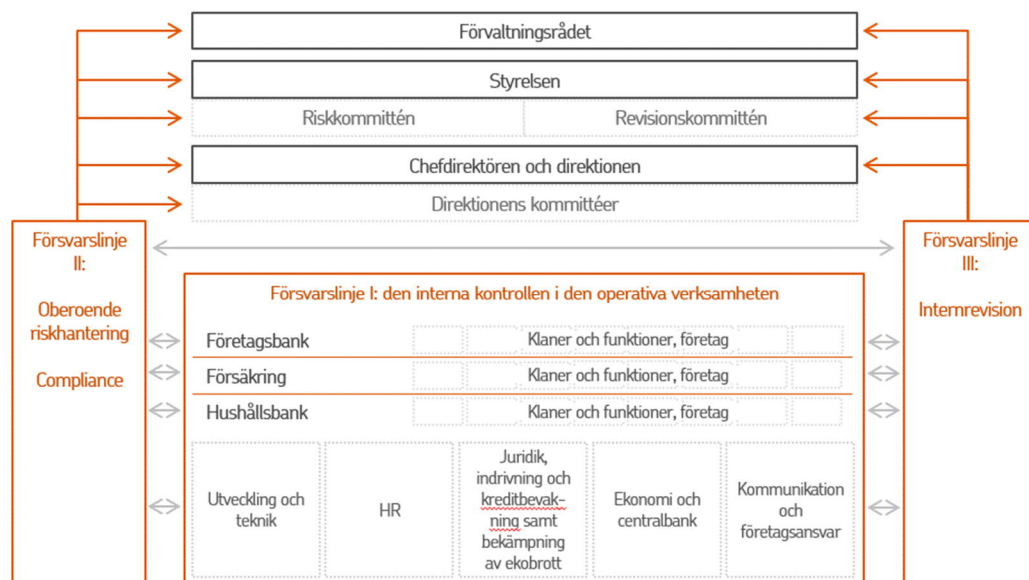 Förvaltningsrådet
Styrelsen
Riskkommittén
Revisionskommittén
Chefdirektören och direktionen
Direktionens kommittéer
Försvarslinje
II:
Oberoende
riskhantering
Compliance
Försvarslinje I: den interna kontrollen i den operativa verksamheten
Företagsbank
Klaner och funktioner, företag
Försäkring
Klaner och funktioner, företag
Hushållsbank
Klaner och funktioner, företag
Utveckling och
teknik
HR
Juridik,
indrivning och
kreditbevak-
ning samt
bekämpning
av ekobrott
Ekonomi och
centralbank
Kommunikation
och
företagsansvar
Försvarslinje
III:
Internrevision